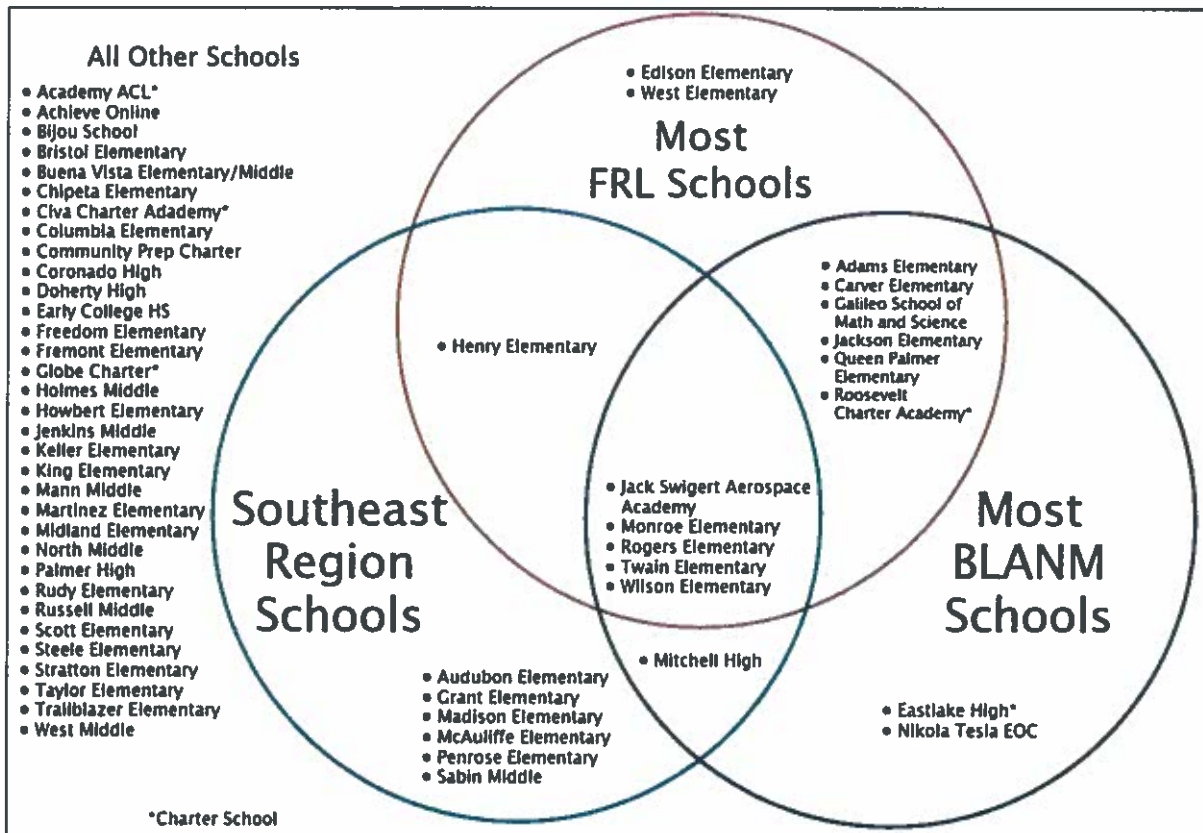 All Other Schools
• Academy ACL*
• Achieve Online
• Bijou School
• Bristol Elementary
• Buena Vista Elementary/Middle
• Chipeta Elementary
• Civa Charter Adademy*
• Columbia Elementary
• Community Prep Charter
• Coronado High
• Doherty High
• Early College HS
• Freedom Elementary
• Fremont Elementary
• Globe Charter*
• Holmes Middle
• Howbert Elementary
• Jenkins Middle
• Keller Elementary
• King Elementary
• Mann Middle
• Martinez Elementary
• Midland Elementary
• North Middle
• Palmer High
• Rudy Elementary
• Russell Middle
• Scott Elementary
• Steele Elementary
• Stratton Elementary
• Taylor Elementary
• Trailblazer Elementary
• West Middle
*Charter School
• Edison Elementary
• West Elementary
Most
FRL Schools
• Henry Elementary
• Adams Elementary
• Carver Elementary
• Galileo School of
Math and Science
• Jackson Elementary
• Queen Palmer
Elementary
• Roosevelt
Charter Academy*
Southeast
Region
Schools
• Jack Swigert Aerospace
Academy
• Monroe Elementary
• Rogers Elementary
• Twain Elementary
• Wilson Elementary
Most
BLANM
Schools
• Mitchell High
• Audubon Elementary
• Grant Elementary
• Madison Elementary
• McAuliffe Elementary
• Penrose Elementary
• Sabin Middle
• Eastlake High*
• Nikola Tesla EOC